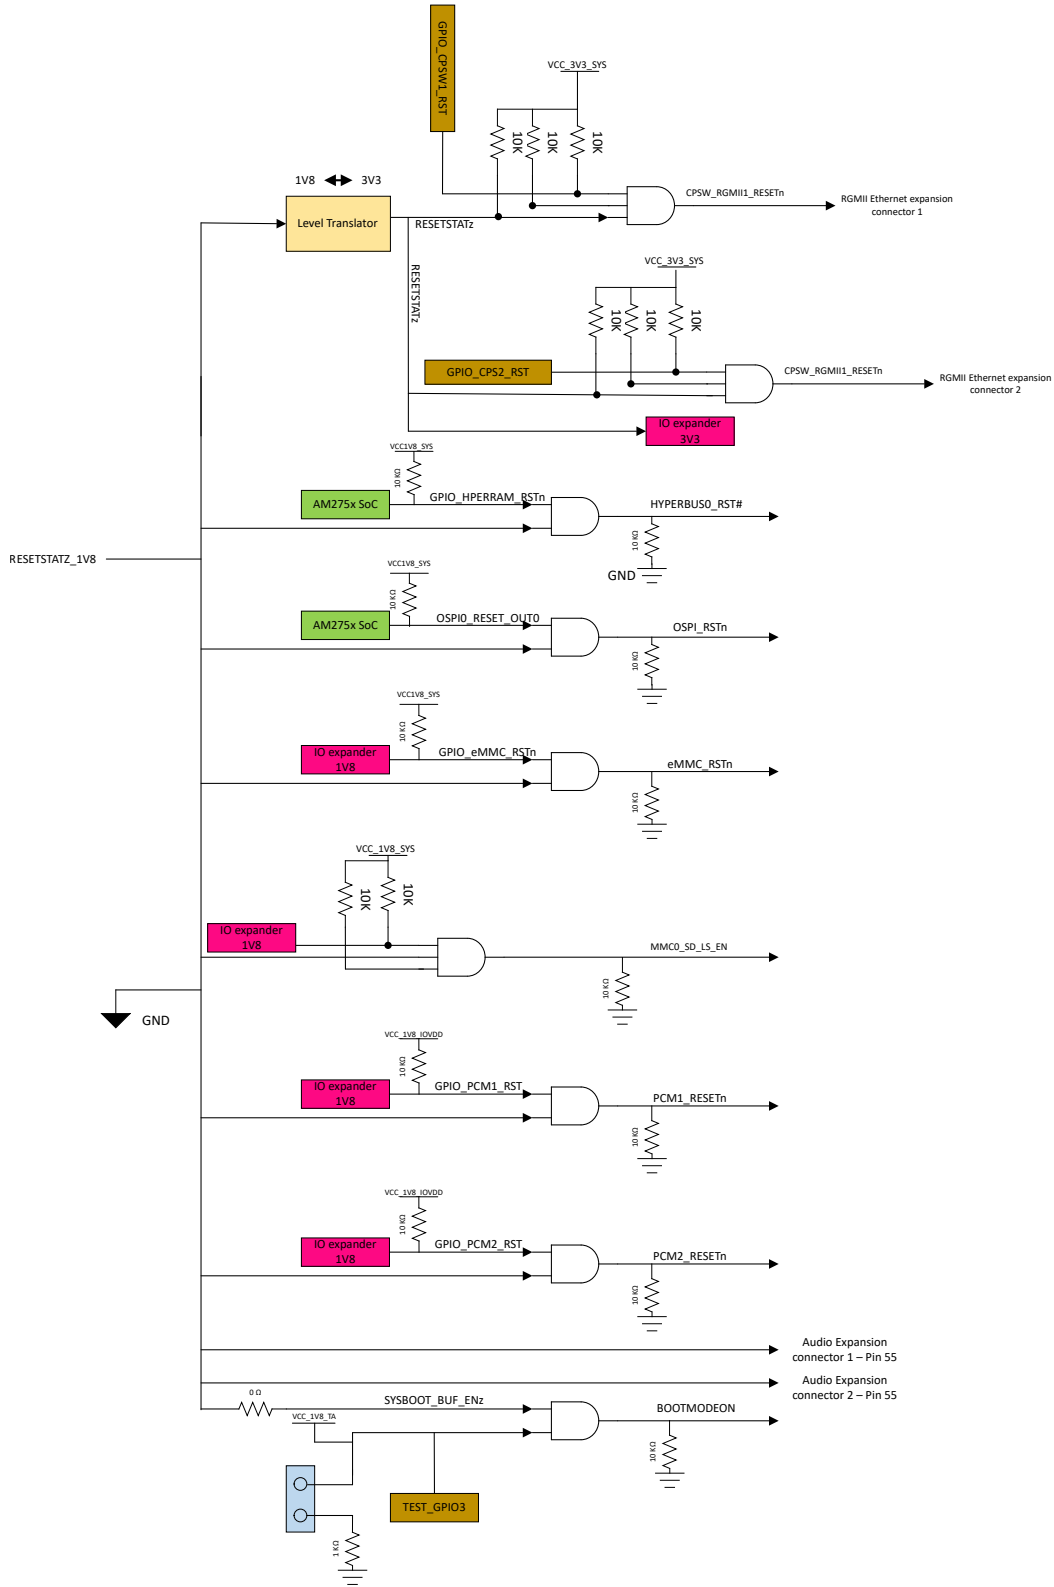 GPIO_CPSW1_RST
VCC_3V3_SYS
10K
10K
10K
1V8
3V3
Level Translator
RESETSTATz
CPSW_RGMII1_RESETn
RGMII Ethernet expansion
connector 1
RESETSTATz
VCC_3V3_SYS
10K
10K
10K
GPIO_CPS2_RST
CPSW_RGMII1_RESETn
RGMII Ethernet expansion
connector 2
IO expander
3V3
VCC1V8_SYS
10 KΩ
AM275x SoC
GPIO_HPERRAM_RSTn
HYPERBUS0_RST#
10 KΩ
GND
RESETSTATZ_1V8
VCC1V8_SYS
10 KΩ
AM275x SoC
OSPI0_RESET_OUT0
OSPI_RSTn
10 KΩ
VCC1V8_SYS
10 KΩ
IO expander
1V8
GPIO_eMMC_RSTn
eMMC_RSTn
10 KΩ
VCC_1V8_SYS
10K
10K
IO expander
1V8
MMC0_SD_LS_EN
10 KΩ
GND
VCC_1V8_IOVDD
10 KΩ
IO expander
1V8
GPIO_PCM1_RST
PCM1_RESETn
10 KΩ
VCC_1V8_IOVDD
10 KΩ
IO expander
1V8
GPIO_PCM2_RST
PCM2_RESETn
10 KΩ
Audio Expansion
connector 1 – Pin 55
Audio Expansion
connector 2 – Pin 55
0 Ω
SYSBOOT_BUF_ENz
BOOTMODEON
VCC_1V8_TA
10 KΩ
TEST_GPIO3
1 KΩ